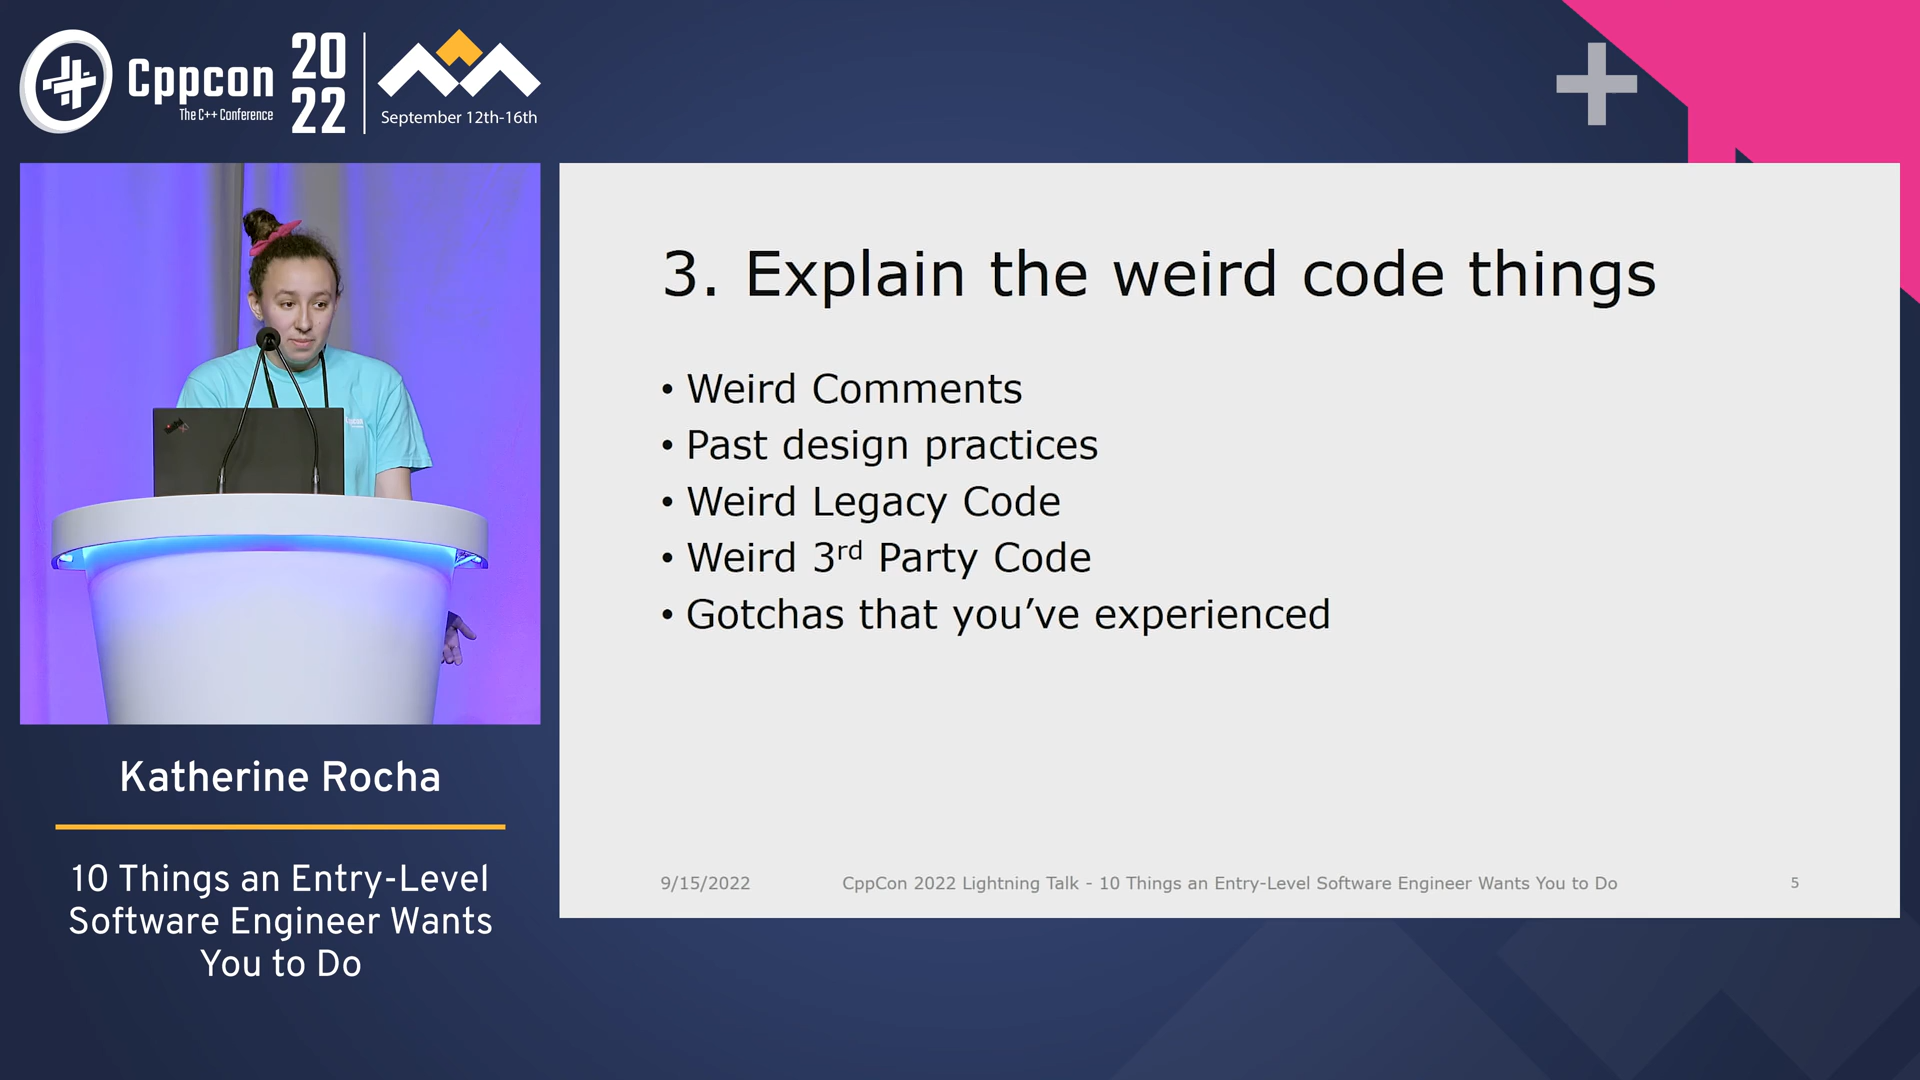 Cppcon
The C++ Conference
20
22
September 12th-16th
3. Explain the weird code things
• Weird Comments
• Past design practices
• Weird Legacy Code
• Weird 3rd Party Code
• Gotchas that you’ve experienced
9/15/2022
CppCon 2022 Lightning Talk - 10 Things an Entry-Level Software Engineer Wants You to Do
5
Katherine Rocha
10 Things an Entry-Level
Software Engineer Wants
You to Do